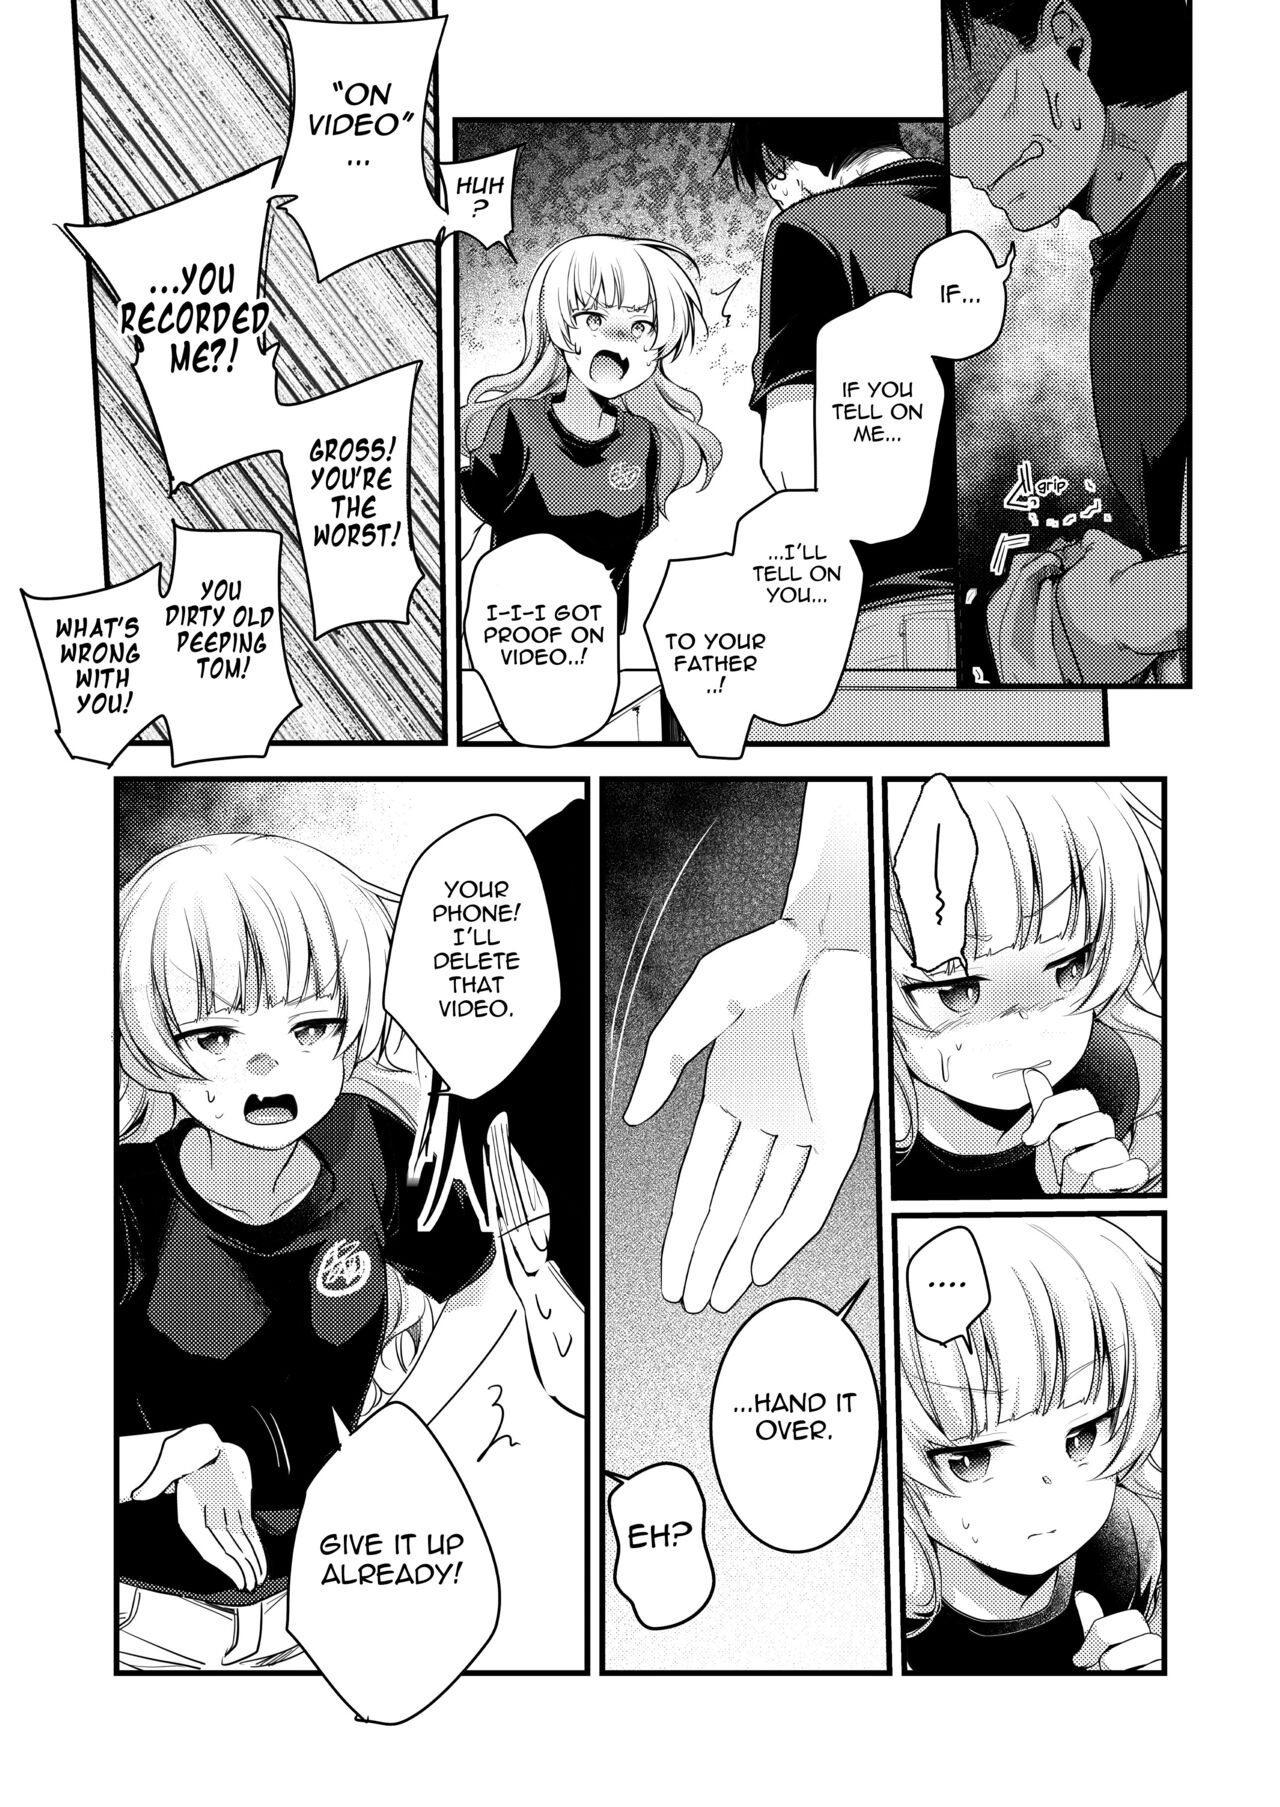 IF...
IF YOU
TELL ON
ME...
...I'LL
TELL ON
YOU...
TO YOUR
FATHER
..!
grip
HUH
?
I-I-I GOT
PROOF ON
VIDEO..!
"ON
VIDEO"
...
...YOU
RECORDED
ME?!
GROSS!
YOU'RE
THE
WORST!
YOU
DIRTY OLD
PEEPING
TOM!
WHAT'S
WRONG
WITH
YOU!
....
...HAND IT
OVER.
EH?
YOUR
PHONE!
I'LL
DELETE
THAT
VIDEO.
GIVE IT UP
ALREADY!